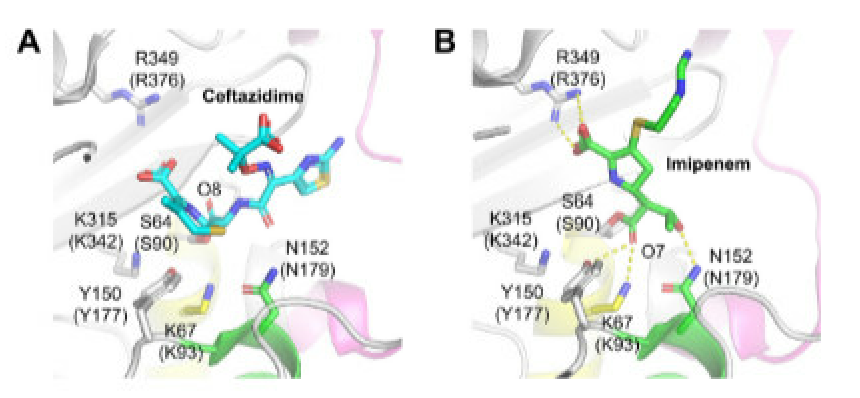 A
R349
(R376)
Ceftazidime
O8
K315
(K342)
S64
(S90)
N152
(N179)
Y150
(Y177)
K67
(K93)
B
R349
(R376)
Imipenem
S64
(S90)
K315
(K342)
O7
N152
(N179)
Y150
(Y177)
K67
(K93)